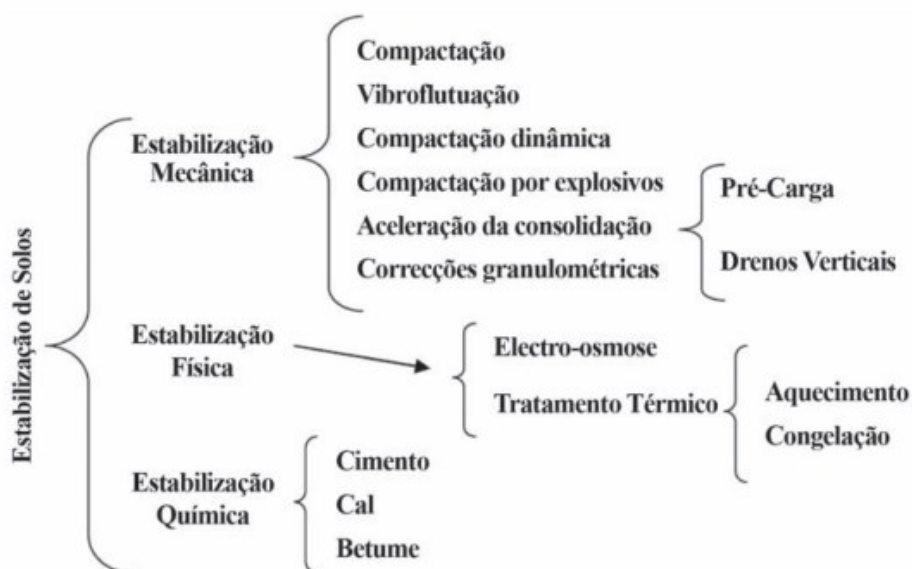 Estabilização de Solos
Estabilização
Mecânica
Compactação
Vibroflutuação
Compactação dinâmica
Compactação por explosivos
Aceleração da consolidação
Correcções granulométricas
Pré-Carga
Drenos Verticais
Estabilização
Física
Electro-osmose
Tratamento Térmico
Aquecimento
Congelação
Estabilização
Química
Cimento
Cal
Betume